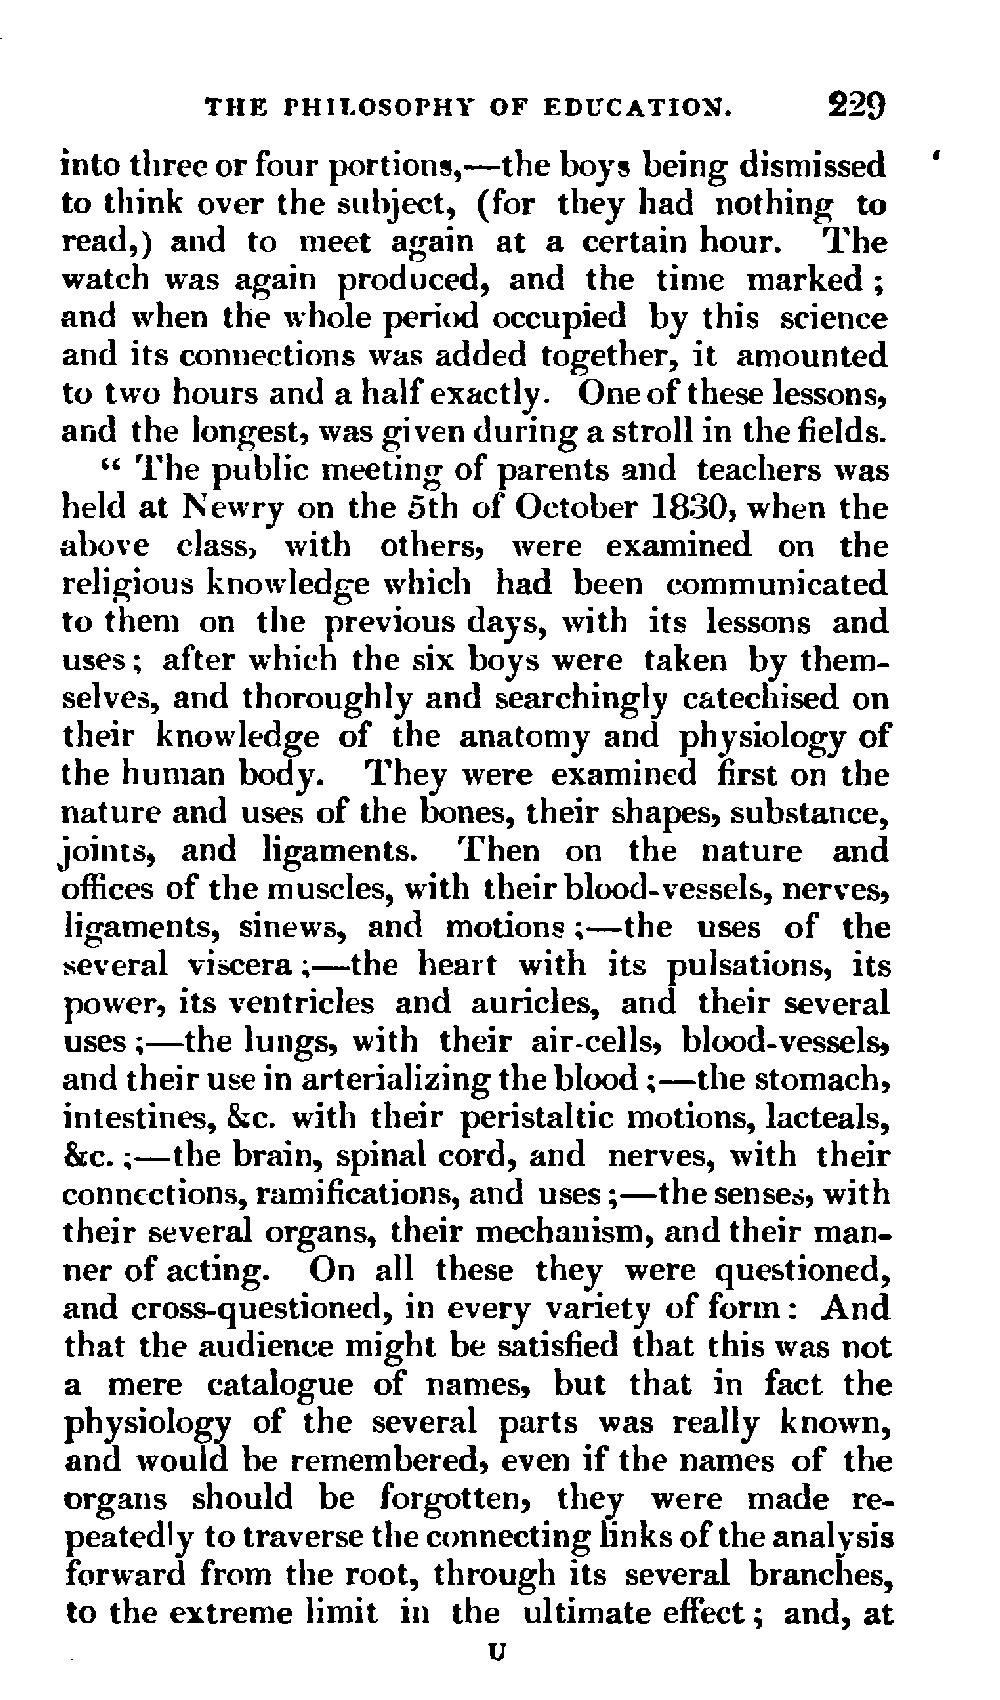 THE PHILOSOPHY OF EDUCATION. 229
into three or four portions,—the boys being dismissed
to think over the subject, (for they had nothing to
read,) and to meet again at a certain hour. The
watch was again produced, and the time marked ;
and when the whole period occupied by this science
and its connections was added together, it amounted
to two hours and a half exactly. One of these lessons,
and the longest, was given during a stroll in the fields.
“ The public meeting of parents and teachers was
held at Newry on the 5th of October 1830, when the
above class, with others, were examined on the
religious knowledge which had been communicated
to them on the previous days, with its lessons and
uses ; after which the six boys were taken by them-
selves, and thoroughly and searchingly catechised on
their knowledge of the anatomy and physiology of
the human body. They were examined first on the
nature and uses of the bones, their shapes, substance,
joints, and ligaments. Then on the nature and
offices of the muscles, with their blood-vessels, nerves,
ligaments, sinews, and motions ;—the uses of the
several viscera ;—the heart with its pulsations, its
power, its ventricles and auricles, and their several
uses ;—the lungs, with their air-cells, blood-vessels,
and their use in arterializing the blood ;—the stomach,
intestines, &c. with their peristaltic motions, lacteals,
&c. ;—the brain, spinal cord, and nerves, with their
connections, ramifications, and uses ;—the senses, with
their several organs, their mechanism, and their man-
ner of acting. On all these they were questioned,
and cross-questioned, in every variety of form : And
that the audience might be satisfied that this was not
a mere catalogue of names, but that in fact the
physiology of the several parts was really known,
and would be remembered, even if the names of the
organs should be forgotten, they were made re-
peatedly to traverse the connecting links of the analysis
forward from the root, through its several branches,
to the extreme limit in the ultimate effect ; and, at
U